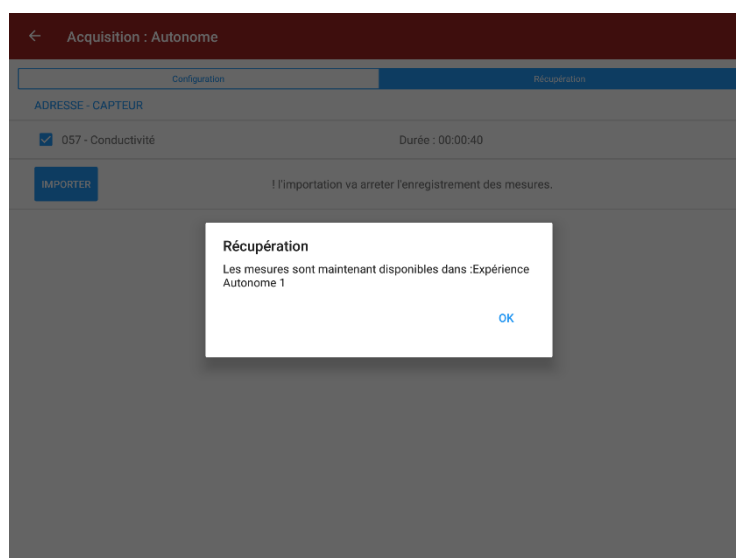 Acquisition : Autonome
Configuration
Récupération
ADRESSE - CAPTEUR
057 - Conductivité
Durée : 00:00:40
IMPORTER
! l'importation va arreter l'enregistrement des mesures.
Récupération
Les mesures sont maintenant disponibles dans :Expérience
Autonome 1
OK